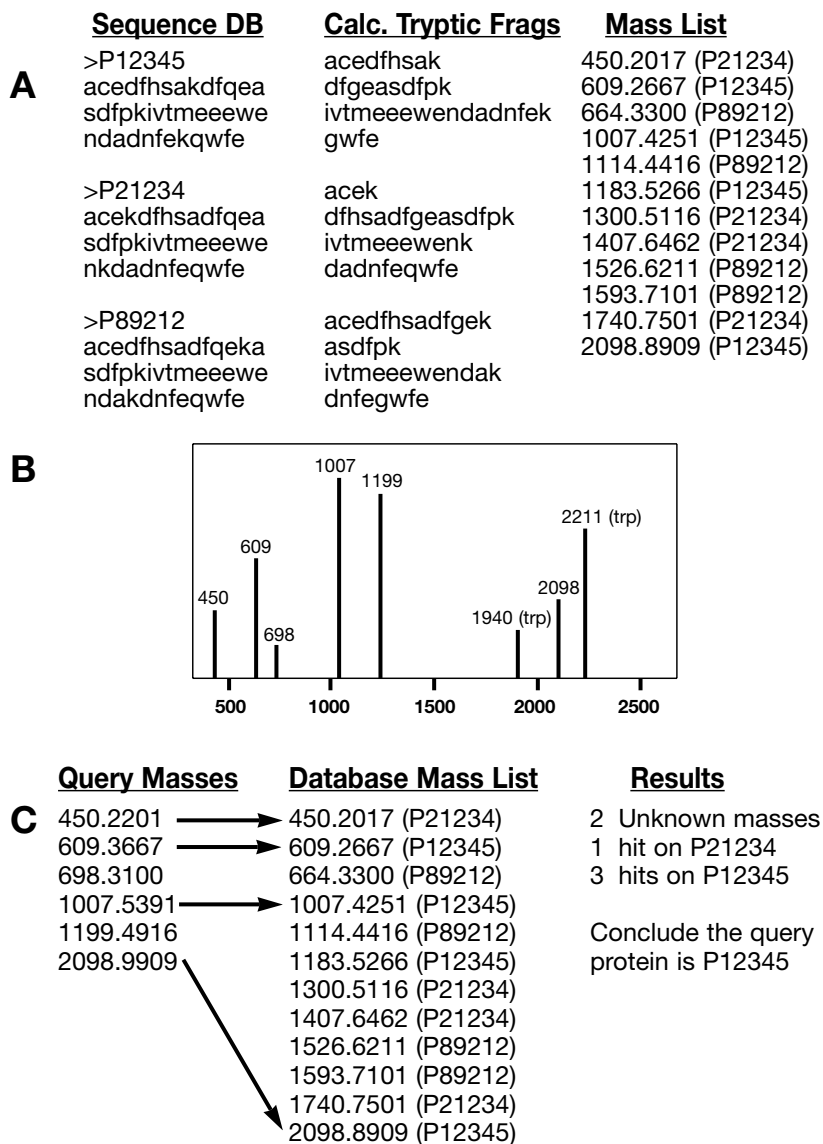 Sequence DB Calc. Tryptic Frags Mass List
A
>P12345 acedfhsak 450.2017 (P21234)
acedfhsakdfqea dfgeasdfpk 609.2667 (P12345)
sdfpkivtmeeewe ivtmeeewendadnfek 664.3300 (P89212)
ndadnfekqwfe gwfe 1007.4251 (P12345)
1114.4416 (P89212)
>P21234 acek 1183.5266 (P12345)
acekdfhsadfqea dfhsadfgeasdfpk 1300.5116 (P21234)
sdfpkivtmeeewe ivtmeeewenk 1407.6462 (P21234)
nkdadnfeqwfe dadnfeqwfe 1526.6211 (P89212)
1593.7101 (P89212)
>P89212 acedfhsadfgek 1740.7501 (P21234)
acedfhsadfqeka asdfpk 2098.8909 (P12345)
sdfpkivtmeeewe ivtmeeewendak
ndakdnfeqwfe dnfegwfe
B
1007
1199
2211 (trp)
609
450
2098
698
1940 (trp)
500 1000 1500 2000 2500
Query Masses Database Mass List Results
C
450.2201 450.2017 (P21234) 2 Unknown masses
609.3667 609.2667 (P12345) 1 hit on P21234
698.3100 664.3300 (P89212) 3 hits on P12345
1007.5391 1007.4251 (P12345)
1199.4916 1114.4416 (P89212) Conclude the query
2098.9909 1183.5266 (P12345) protein is P12345
1300.5116 (P21234)
1407.6462 (P21234)
1526.6211 (P89212)
1593.7101 (P89212)
1740.7501 (P21234)
2098.8909 (P12345)